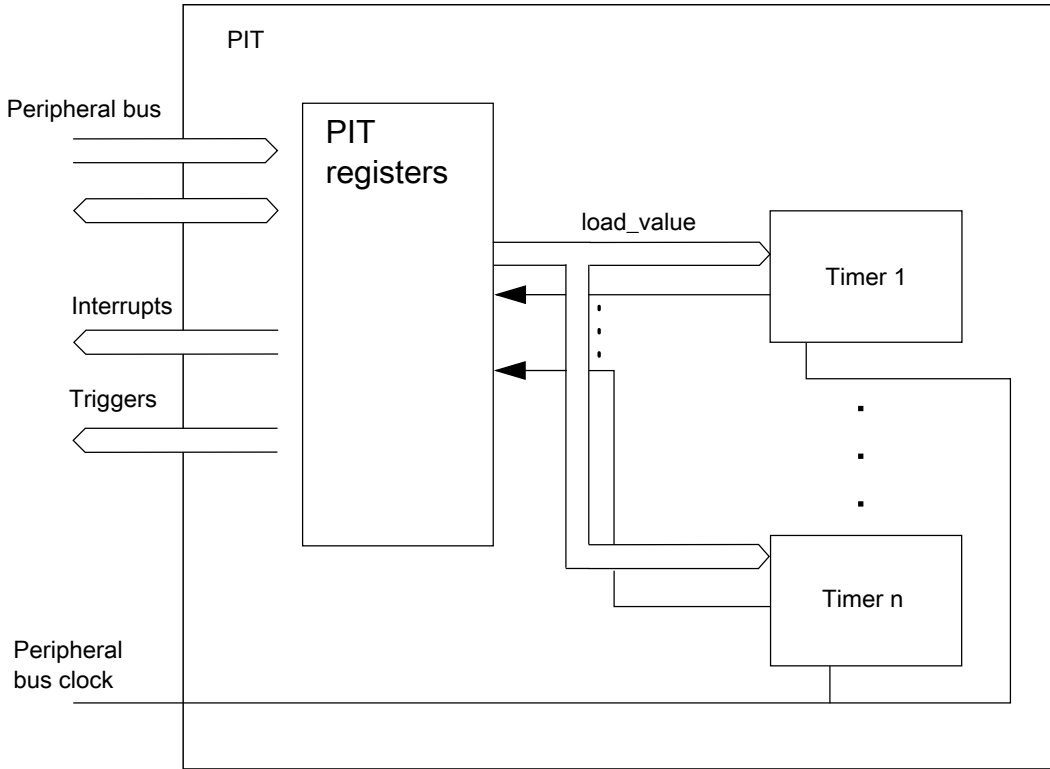 PIT
Peripheral bus
PIT
registers
load_value
Timer 1
Interrupts
Triggers
Timer n
Peripheral
bus clock